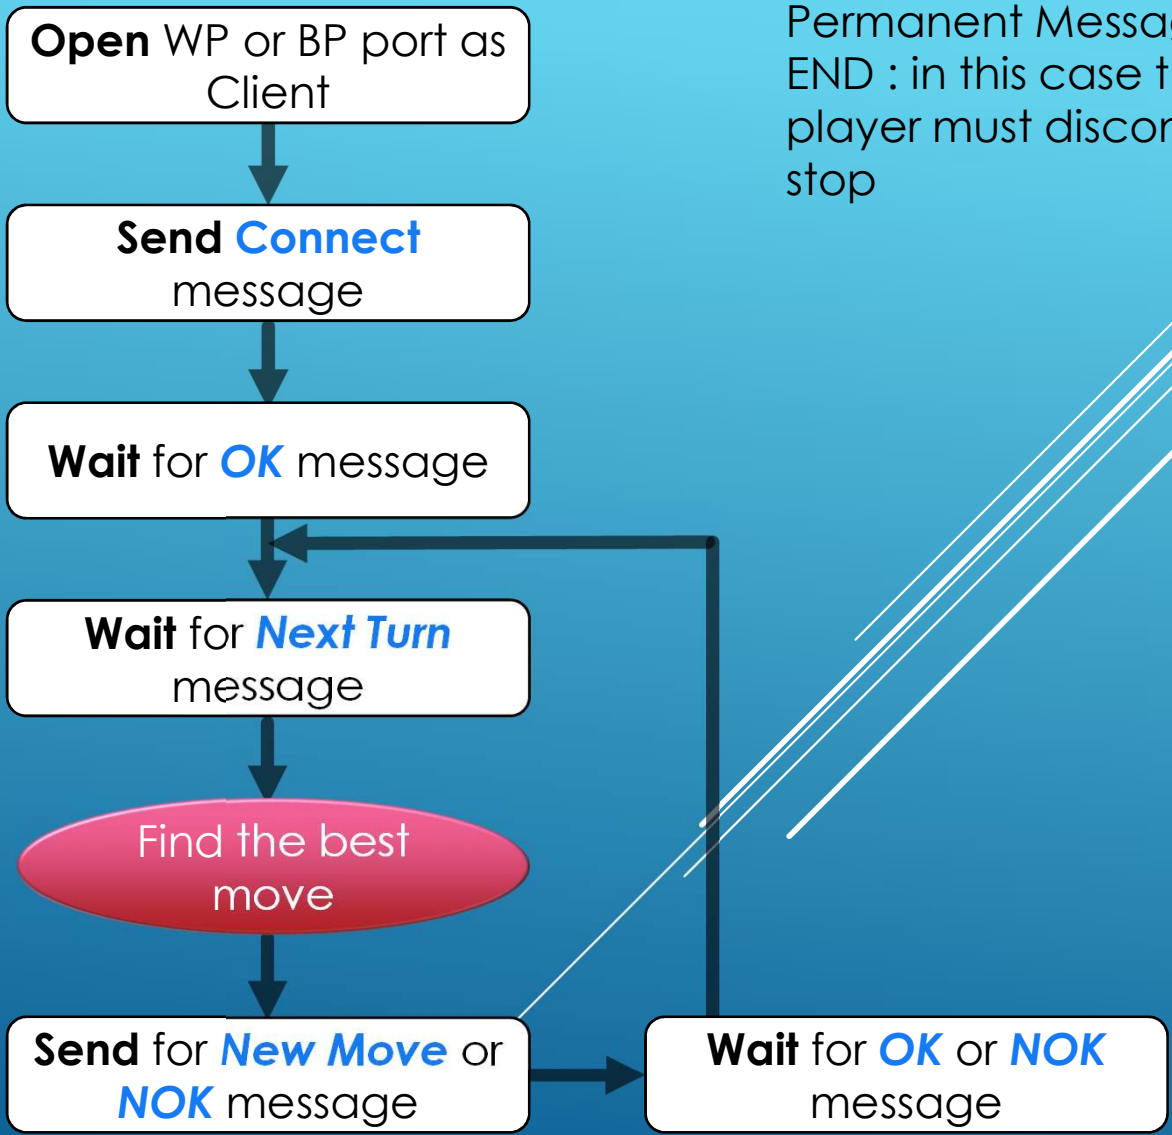 Open WP or BP port as
Client
Send Connect
message
Wait for OK message
Wait for Next Turn
message
Find the best
move
Send for New Move or
NOK message
Wait for OK or NOK
message
Permanent
END : in this case
player must
stop